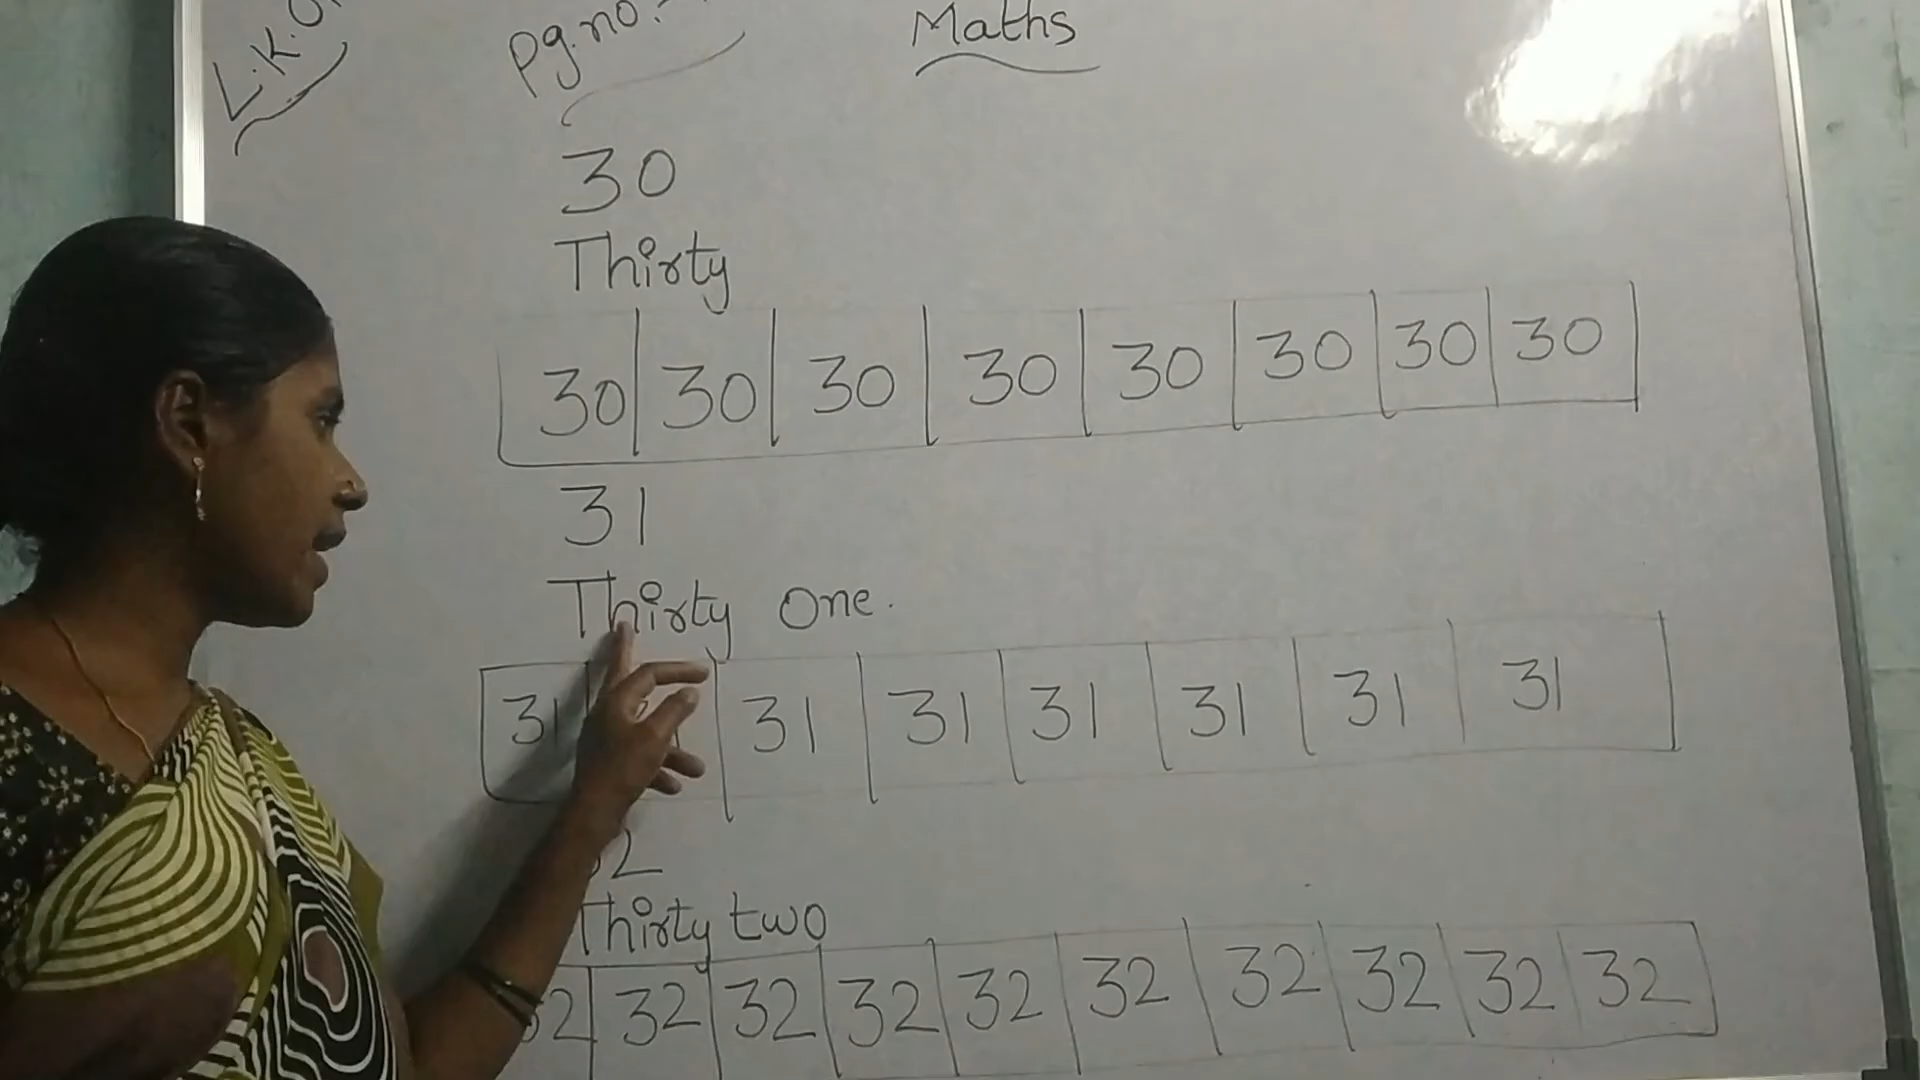 L.K.G
Pg.no:-
Maths
30
Thirty
30 30 30 30 30 30 30 30
31
Thirty One.
31 31 31 31 31 31 31
32
Thirty two
32 32 32 32 32 32 32 32 32 32